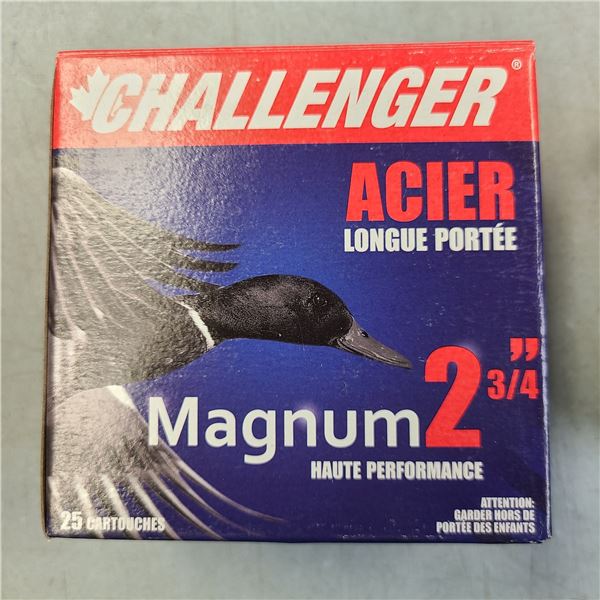 CHALLENGER®
ACIER
LONGUE PORTÉE
Magnum 2 3/4"
HAUTE PERFORMANCE
25 CARTOUCHES
ATTENTION:
GARDER HORS DE
PORTÉE DES ENFANTS